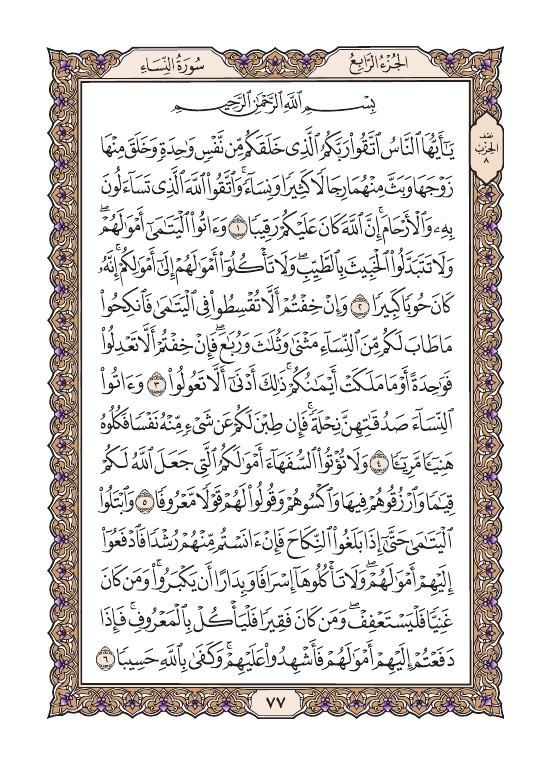 سُورَةُ النِّسَاءِ
الجُزْءُ الرَّابِعُ
نصف
الحزب
٨
بِسْمِ ٱللَّهِ ٱلرَّحْمَٰنِ ٱلرَّحِيمِ
يَٰٓأَيُّهَا ٱلنَّاسُ ٱتَّقُوا۟ رَبَّكُمُ ٱلَّذِى خَلَقَكُم مِّن نَّفْسٍ وَٰحِدَةٍ وَخَلَقَ مِنْهَا
زَوْجَهَا وَبَثَّ مِنْهُمَا رِجَالًا كَثِيرًا وَنِسَآءً ۚ وَٱتَّقُوا۟ ٱللَّهَ ٱلَّذِى تَسَآءَلُونَ
بِهِۦ وَٱلْأَرْحَامَ ۚ إِنَّ ٱللَّهَ كَانَ عَلَيْكُمْ رَقِيبًا ١ وَءَاتُوا۟ ٱلْيَتَٰمَىٰٓ أَمْوَٰلَهُمْ ۖ
وَلَا تَتَبَدَّلُوا۟ ٱلْخَبِيثَ بِٱلطَّيِّبِ ۖ وَلَا تَأْكُلُوٓا۟ أَمْوَٰلَهُمْ إِلَىٰٓ أَمْوَٰلِكُمْ ۚ إِنَّهُۥ
كَانَ حُوبًا كَبِيرًا ٢ وَإِنْ خِفْتُمْ أَلَّا تُقْسِطُوا۟ فِى ٱلْيَتَٰمَىٰ فَٱنكِحُوا۟
مَا طَابَ لَكُم مِّنَ ٱلنِّسَآءِ مَثْنَىٰ وَثُلَٰثَ وَرُبَٰعَ ۖ فَإِنْ خِفْتُمْ أَلَّا تَعْدِلُوا۟
فَوَٰحِدَةً أَوْ مَا مَلَكَتْ أَيْمَٰنُكُمْ ۚ ذَٰلِكَ أَدْنَىٰٓ أَلَّا تَعُولُوا۟ ٣ وَءَاتُوا۟
ٱلنِّسَآءَ صَدُقَٰتِهِنَّ نِحْلَةً ۚ فَإِن طِبْنَ لَكُمْ عَن شَىْءٍ مِّنْهُ نَفْسًا فَكُلُوهُ
هَنِيٓـًٔا مَّرِيٓـًٔا ٤ وَلَا تُؤْتُوا۟ ٱلسُّفَهَآءَ أَمْوَٰلَكُمُ ٱلَّتِى جَعَلَ ٱللَّهُ لَكُمْ
قِيَٰمًا وَٱرْزُقُوهُمْ فِيهَا وَٱكْسُوهُمْ وَقُولُوا۟ لَهُمْ قَوْلًا مَّعْرُوفًا ٥ وَٱبْتَلُوا۟
ٱلْيَتَٰمَىٰ حَتَّىٰٓ إِذَا بَلَغُوا۟ ٱلنِّكَاحَ فَإِنْ ءَانَسْتُم مِّنْهُمْ رُشْدًا فَٱدْفَعُوٓا۟
إِلَيْهِمْ أَمْوَٰلَهُمْ ۖ وَلَا تَأْكُلُوهَآ إِسْرَافًا وَبِدَارًا أَن يَكْبَرُوا۟ ۚ وَمَن كَانَ
غَنِيًّا فَلْيَسْتَعْفِفْ ۖ وَمَن كَانَ فَقِيرًا فَلْيَأْكُلْ بِٱلْمَعْرُوفِ ۚ فَإِذَا
دَفَعْتُمْ إِلَيْهِمْ أَمْوَٰلَهُمْ فَأَشْهِدُوا۟ عَلَيْهِمْ ۚ وَكَفَىٰ بِٱللَّهِ حَسِيبًا ٦
٧٧